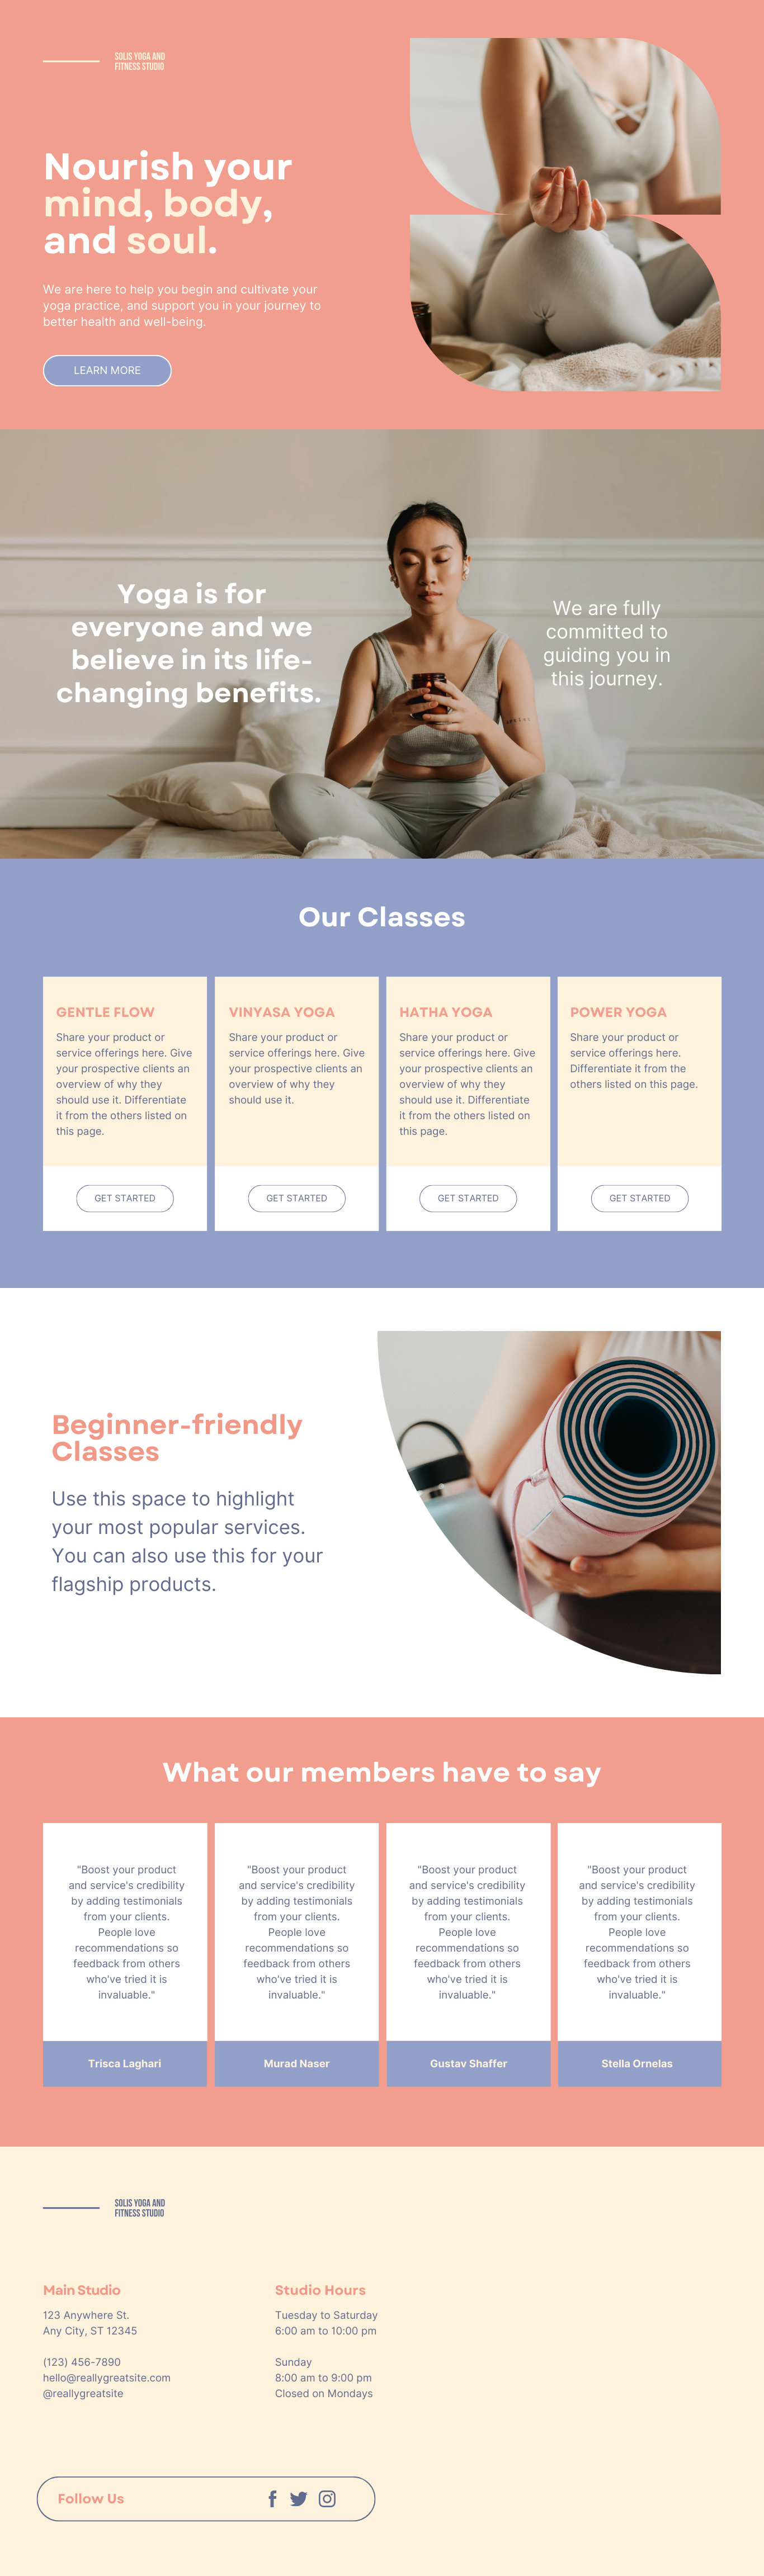 SOLIS YOGA AND
FITNESS STUDIO
Nourish your
mind, body,
and soul.
We are here to help you begin and cultivate your
yoga practice, and support you in your journey to
better health and well-being.
LEARN MORE
Yoga is for
everyone and we
believe in its life-
changing benefits.
We are fully
committed to
guiding you in
this journey.
Our Classes
GENTLE FLOW
Share your product or
service offerings here. Give
your prospective clients an
overview of why they
should use it. Differentiate
it from the others listed on
this page.
GET STARTED
VINYASA YOGA
Share your product or
service offerings here. Give
your prospective clients an
overview of why they
should use it.
GET STARTED
HATHA YOGA
Share your product or
service offerings here. Give
your prospective clients an
overview of why they
should use it. Differentiate
it from the others listed on
this page.
GET STARTED
POWER YOGA
Share your product or
service offerings here.
Differentiate it from the
others listed on this page.
GET STARTED
Beginner-friendly
Classes
Use this space to highlight
your most popular services.
You can also use this for your
flagship products.
What our members have to say
"Boost your product
and service's credibility
by adding testimonials
from your clients.
People love
recommendations so
feedback from others
who've tried it is
invaluable."
Trisca Laghari
"Boost your product
and service's credibility
by adding testimonials
from your clients.
People love
recommendations so
feedback from others
who've tried it is
invaluable."
Murad Naser
"Boost your product
and service's credibility
by adding testimonials
from your clients.
People love
recommendations so
feedback from others
who've tried it is
invaluable."
Gustav Shaffer
"Boost your product
and service's credibility
by adding testimonials
from your clients.
People love
recommendations so
feedback from others
who've tried it is
invaluable."
Stella Ornelas
SOLIS YOGA AND
FITNESS STUDIO
Main Studio
123 Anywhere St.
Any City, ST 12345
(123) 456-7890
hello@reallygreatsite.com
@reallygreatsite
Studio Hours
Tuesday to Saturday
6:00 am to 10:00 pm
Sunday
8:00 am to 9:00 pm
Closed on Mondays
Follow Us